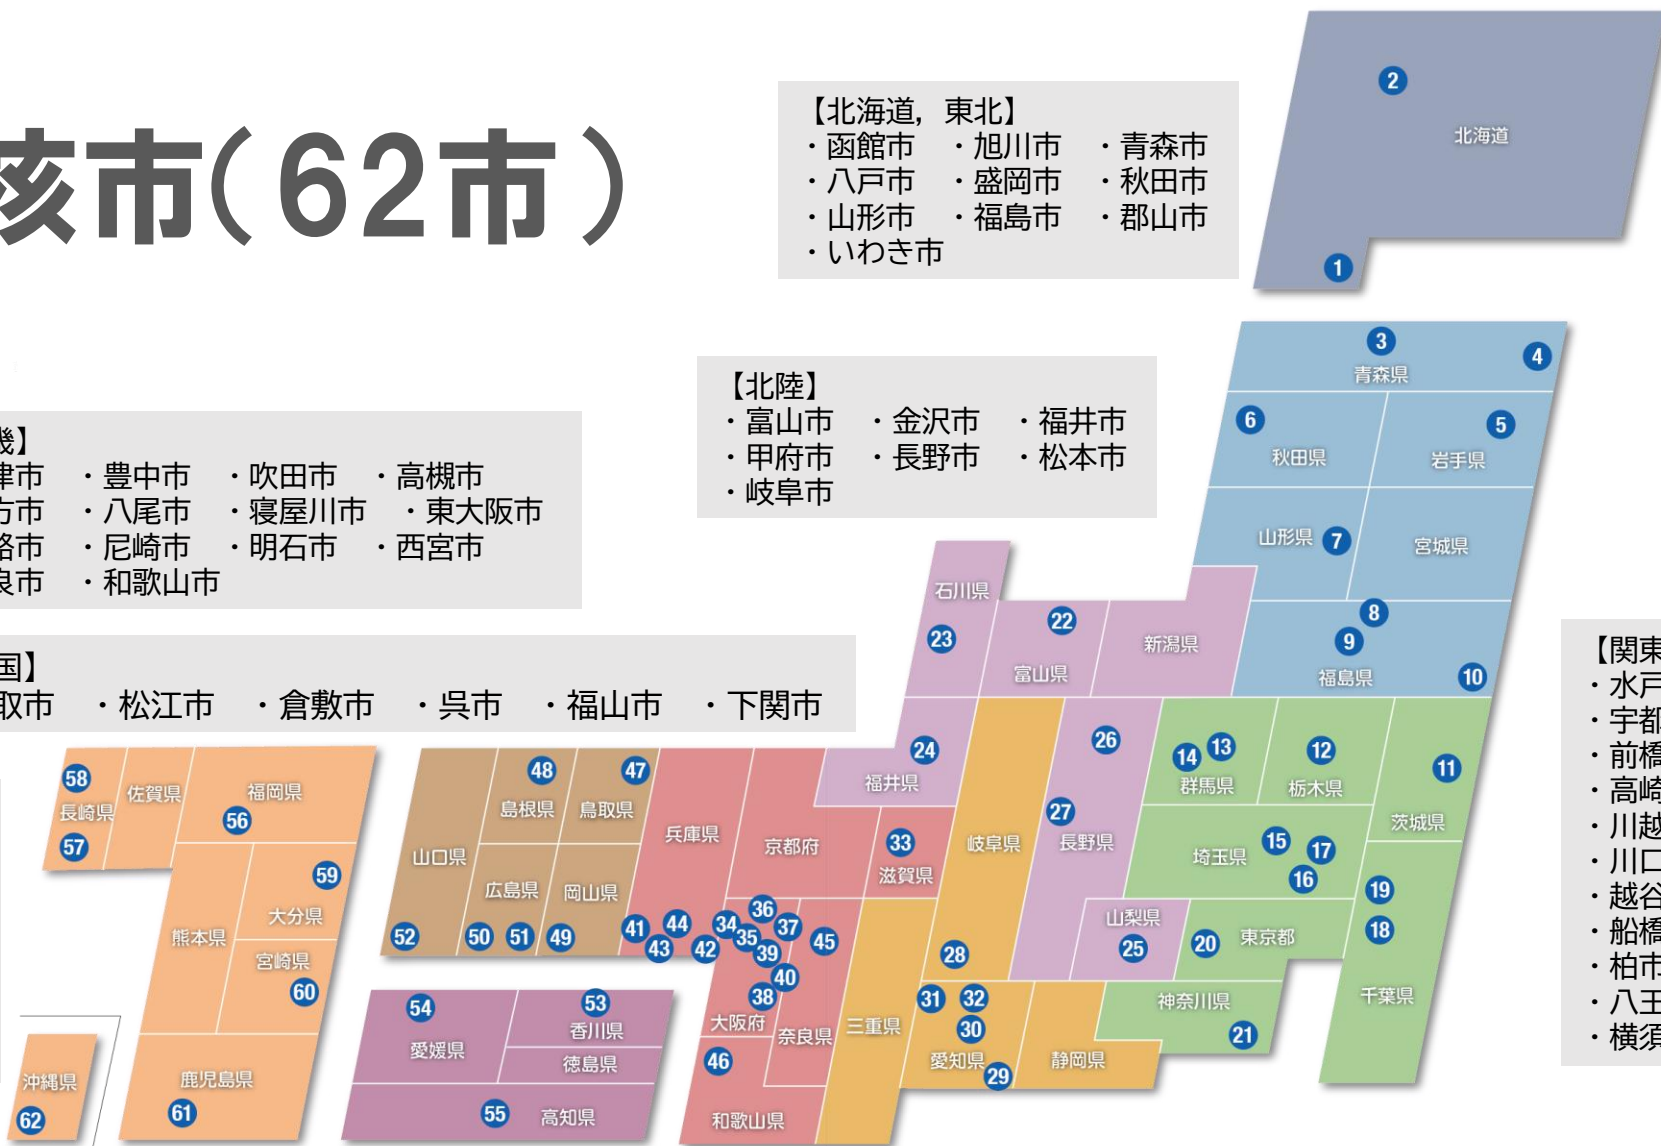 核市(62市)
【北海道,東北】
・函館市 ・旭川市 ・青森市
・八戸市 ・盛岡市 ・秋田市
・山形市 ・福島市 ・郡山市
・いわき市
【北陸】
・富山市 ・金沢市 ・福井市
・甲府市 ・長野市 ・松本市
・岐阜市
畿】
津市 ・豊中市 ・吹田市 ・高槻市
方市 ・八尾市 ・寝屋川市 ・東大阪市
路市 ・尼崎市 ・明石市 ・西宮市
良市 ・和歌山市
国】
取市 ・松江市 ・倉敷市 ・呉市 ・福山市 ・下関市
【関東
・水戸
・宇都
・前橋
・高崎
・川越
・川口
・越谷
・船橋
・柏市
・八王
・横須
2
北海道
1
3
4
青森県
6
5
秋田県
岩手県
山形県
7
宮城県
8
9
福島県
10
石川県
23
22
富山県
新潟県
24
福井県
26
27
長野県
14
13
群馬県
12
栃木県
11
茨城県
埼玉県
15
17
16
19
18
千葉県
山梨県
25
20
東京都
神奈川県
21
岐阜県
28
31
32
30
愛知県
29
静岡県
三重県
33
滋賀県
京都府
兵庫県
41
44
43
42
34
36
35
37
39
40
38
大阪府
45
奈良県
46
和歌山県
48
島根県
47
鳥取県
山口県
52
広島県
50
51
岡山県
49
54
愛媛県
53
香川県
徳島県
55
高知県
58
長崎県
57
佐賀県
福岡県
56
59
大分県
熊本県
宮崎県
60
鹿児島県
61
沖縄県
62